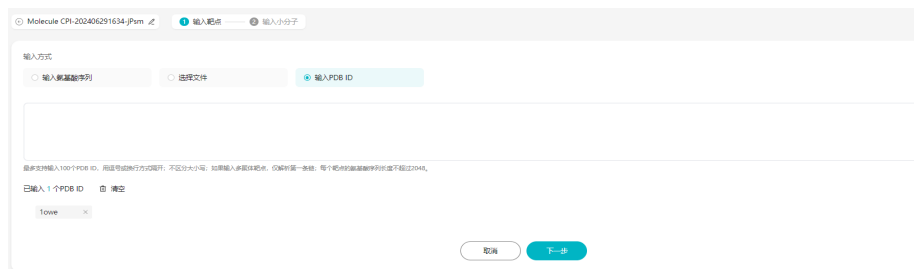 Molecule CPI-202406291634-jPsm 1 输入靶点 2 输入小分子
输入方式
输入氨基酸序列 选择文件 输入PDB ID
最多支持输入100个PDB ID，用逗号或换行方式隔开；不区分大小写；如果输入多聚体靶点，仅解析第一条链；每个靶点的氨基酸序列长度不超过2048。
已输入 1 个PDB ID 清空
1owe ×
取消 下一步